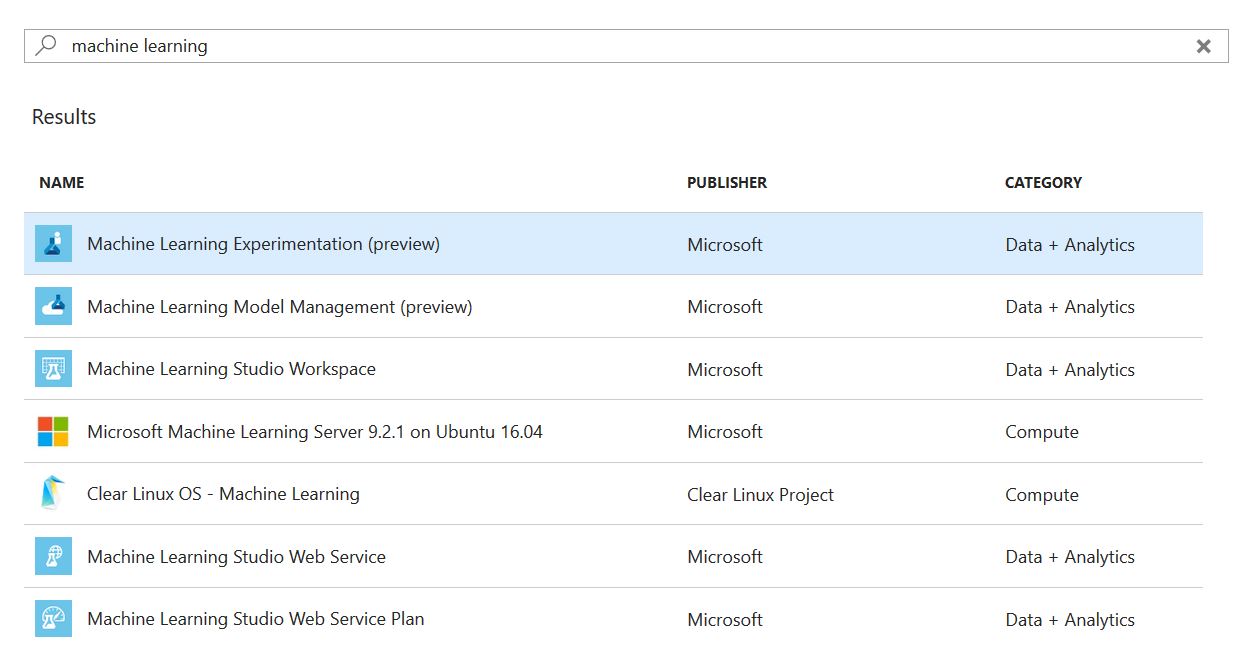 machine learning
Results
NAME PUBLISHER CATEGORY
Machine Learning Experimentation (preview) Microsoft Data + Analytics
Machine Learning Model Management (preview) Microsoft Data + Analytics
Machine Learning Studio Workspace Microsoft Data + Analytics
Microsoft Machine Learning Server 9.2.1 on Ubuntu 16.04 Microsoft Compute
Clear Linux OS - Machine Learning Clear Linux Project Compute
Machine Learning Studio Web Service Microsoft Data + Analytics
Machine Learning Studio Web Service Plan Microsoft Data + Analytics